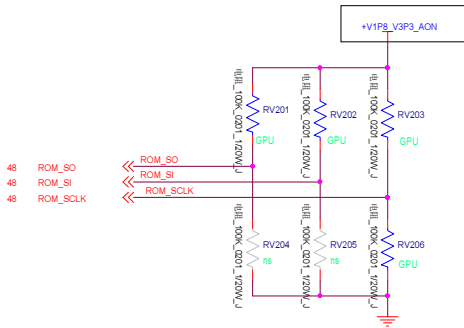 +V1P8_V3P3_AON
电阻_100K_0201_1/20W_J
RV201
GPU
电阻_100K_0201_1/20W_J
RV202
GPU
电阻_100K_0201_1/20W_J
RV203
GPU
48 ROM_SO ROM_SO
48 ROM_SI ROM_SI
48 ROM_SCLK ROM_SCLK
电阻_100K_0201_1/20W_J
RV204
ns
电阻_100K_0201_1/20W_J
RV205
ns
电阻_100K_0201_1/20W_J
RV206
GPU